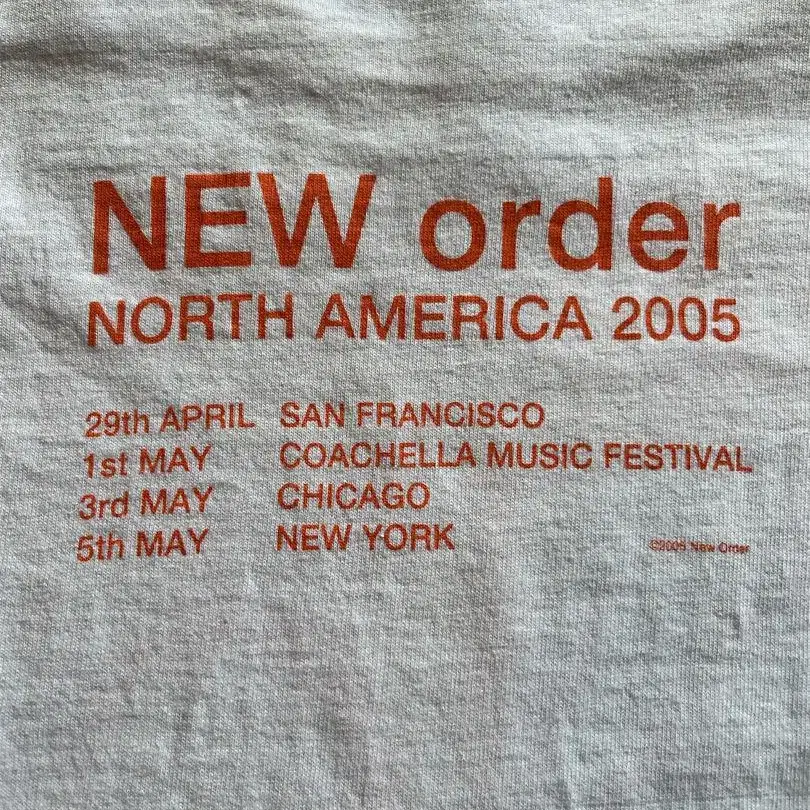 NEW order
NORTH AMERICA 2005
29th APRIL SAN FRANCISCO
1st MAY COACHELLA MUSIC FESTIVAL
3rd MAY CHICAGO
5th MAY NEW YORK
©2005 New Order